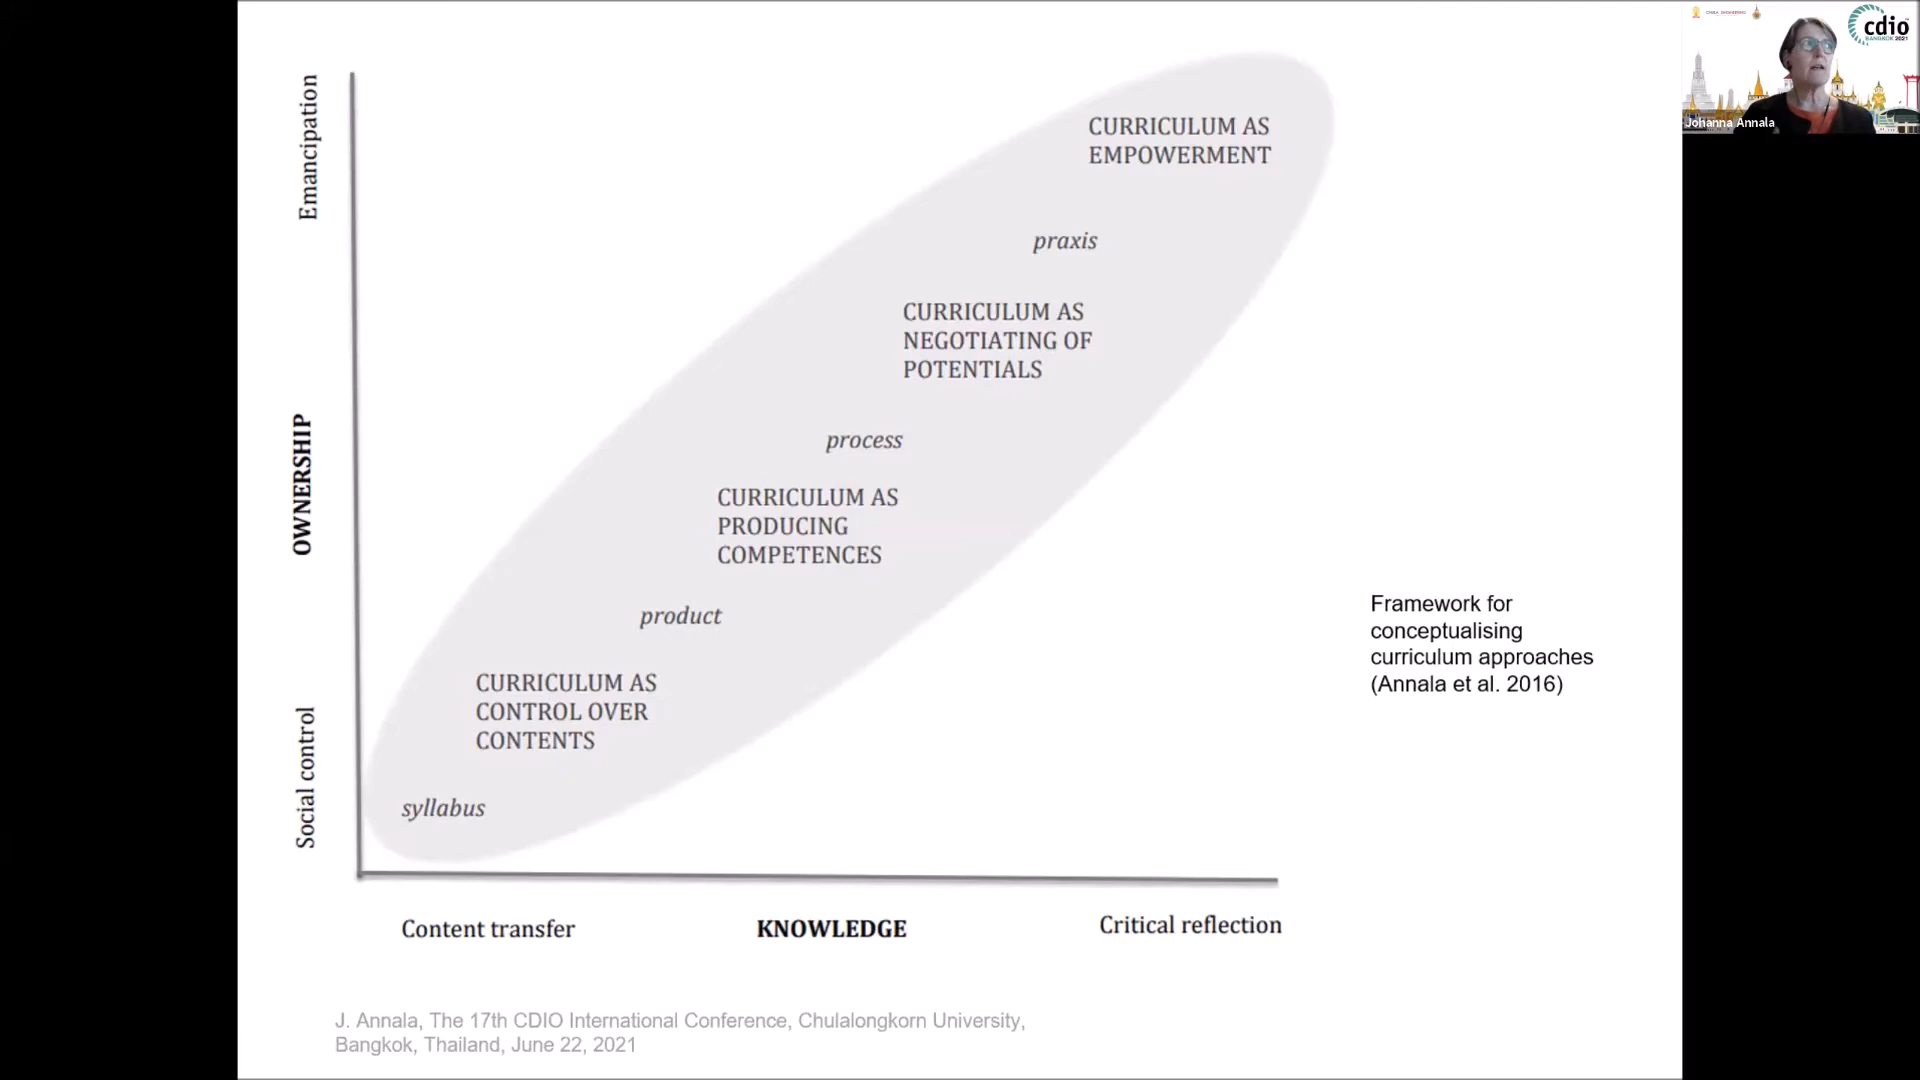 Emancipation
OWNERSHIP
Social control
CURRICULUM AS
EMPOWERMENT
praxis
CURRICULUM AS
NEGOTIATING OF
POTENTIALS
process
CURRICULUM AS
PRODUCING
COMPETENCES
product
CURRICULUM AS
CONTROL OVER
CONTENTS
syllabus
Content transfer
KNOWLEDGE
Critical reflection
Framework for
conceptualising
curriculum approaches
(Annala et al. 2016)
J. Annala, The 17th CDIO International Conference, Chulalongkorn University,
Bangkok, Thailand, June 22, 2021
cdio
BANGKOK 2021
Johanna Annala